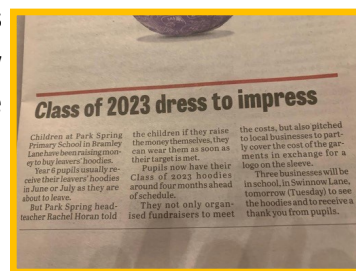 Class of 2023 dress to impress
Children at Park Spring
Primary School in Bramley
Lane have been raising mon-
ey to buy leavers' hoodies.
Year 6 pupils usually re-
ceive their leavers' hoodies
in June or July as they are
about to leave.
But Park Spring head-
teacher Rachel Horan told
the children if they raise
the money themselves, they
can wear them as soon as
their target is met.
Pupils now have their
Class of 2023 hoodies
around four months ahead
of schedule.
They not only organ-
ised fundraisers to meet
the costs, but also pitched
to local businesses to part-
ly cover the cost of the gar-
ments in exchange for a
logo on the sleeve.
Three businesses will be
in school, in Swinnow Lane,
tomorrow (Tuesday) to see
the hoodies and to receive a
thank you from pupils.